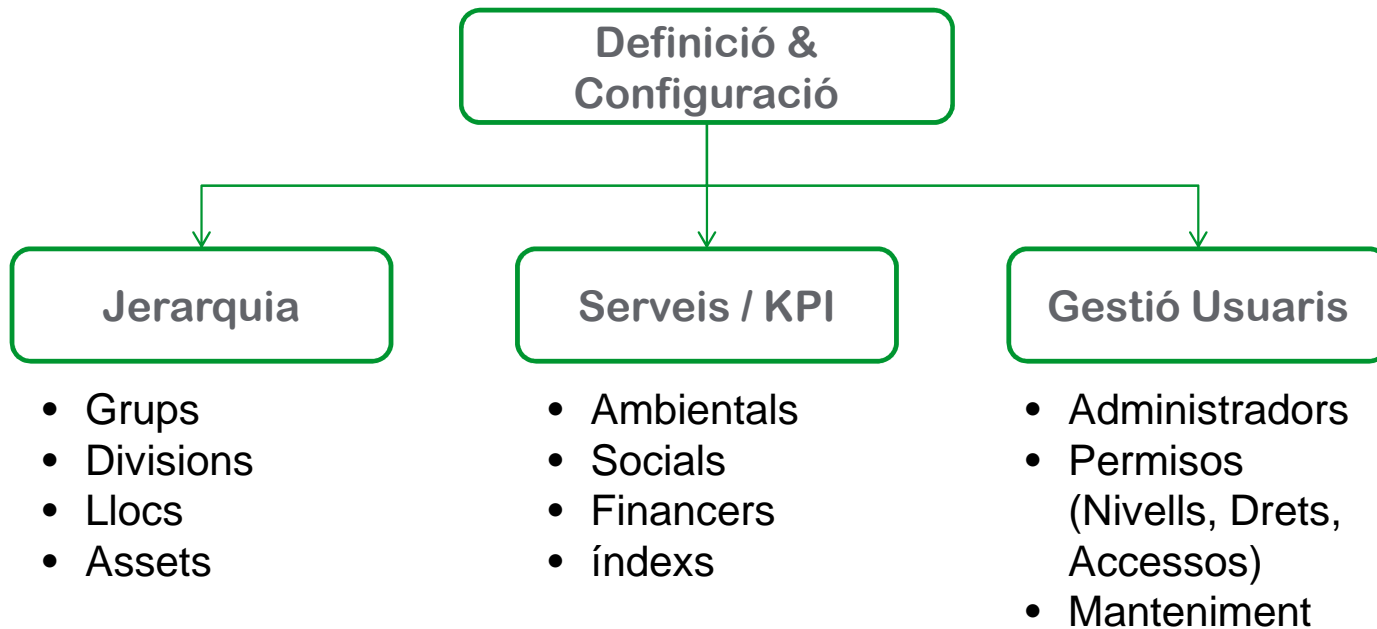 Definició &
Configuració
Jerarquia
Serveis / KPI
Gestió Usuaris
• Grups
• Divisions
• Llocs
• Assets
• Ambientals
• Socials
• Financers
• índexs
• Administradors
• Permisos
(Nivells, Drets,
Accessos)
• Manteniment